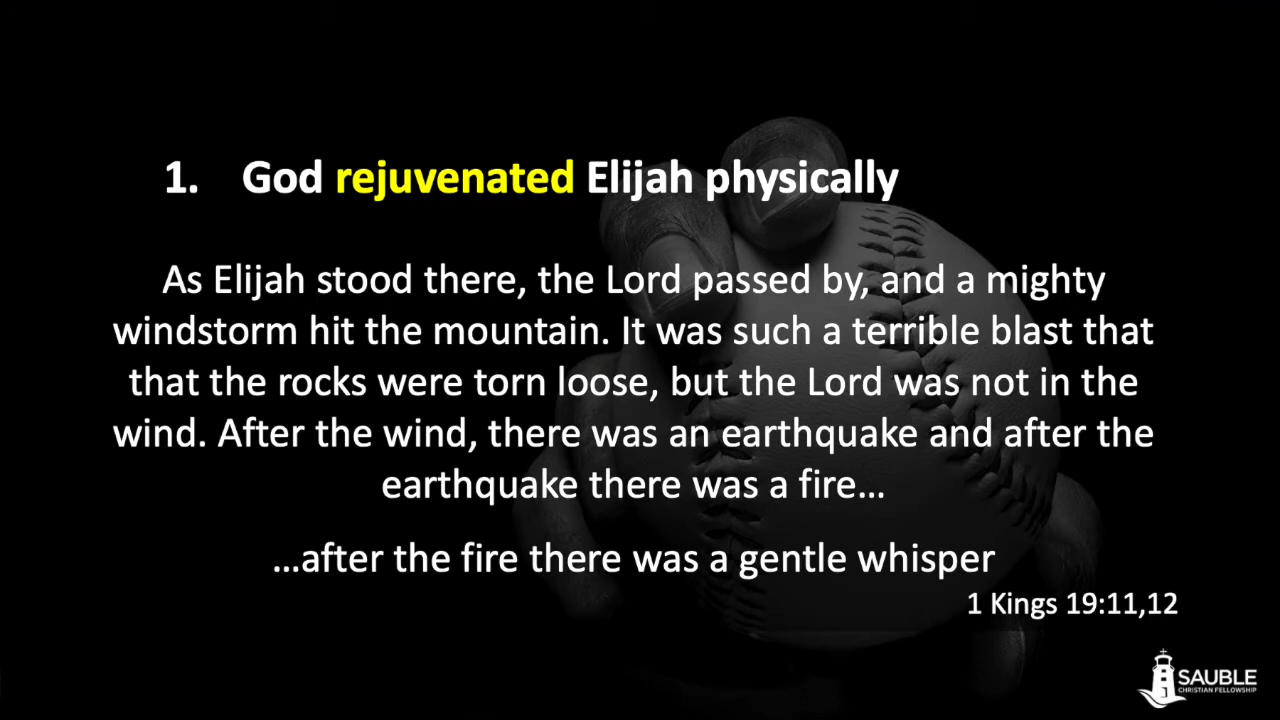 1. God rejuvenated Elijah physically
As Elijah stood there, the Lord passed by, and a mighty
windstorm hit the mountain. It was such a terrible blast that
that the rocks were torn loose, but the Lord was not in the
wind. After the wind, there was an earthquake and after the
earthquake there was a fire…
…after the fire there was a gentle whisper
1 Kings 19:11,12
SAUBLE
CHRISTIAN FELLOWSHIP